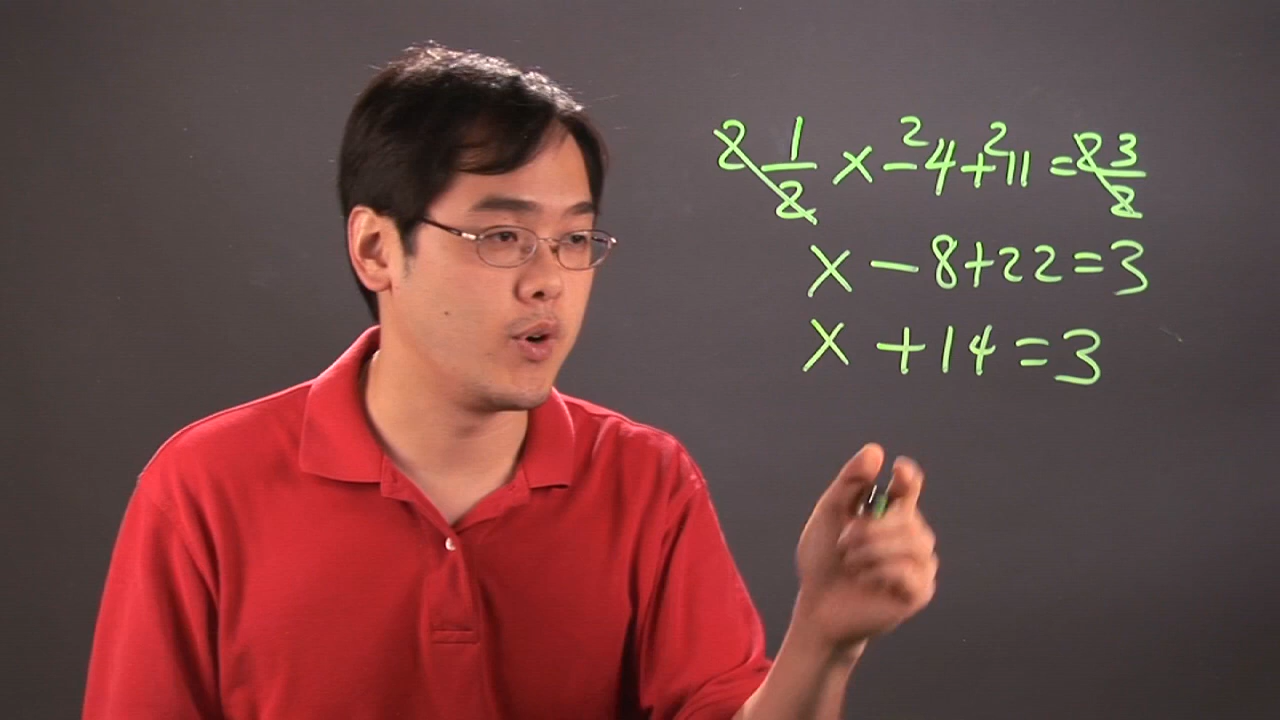 2 1/2 x - 2 4 + 2 11 = 2 3/2
x - 8 + 22 = 3
x + 14 = 3